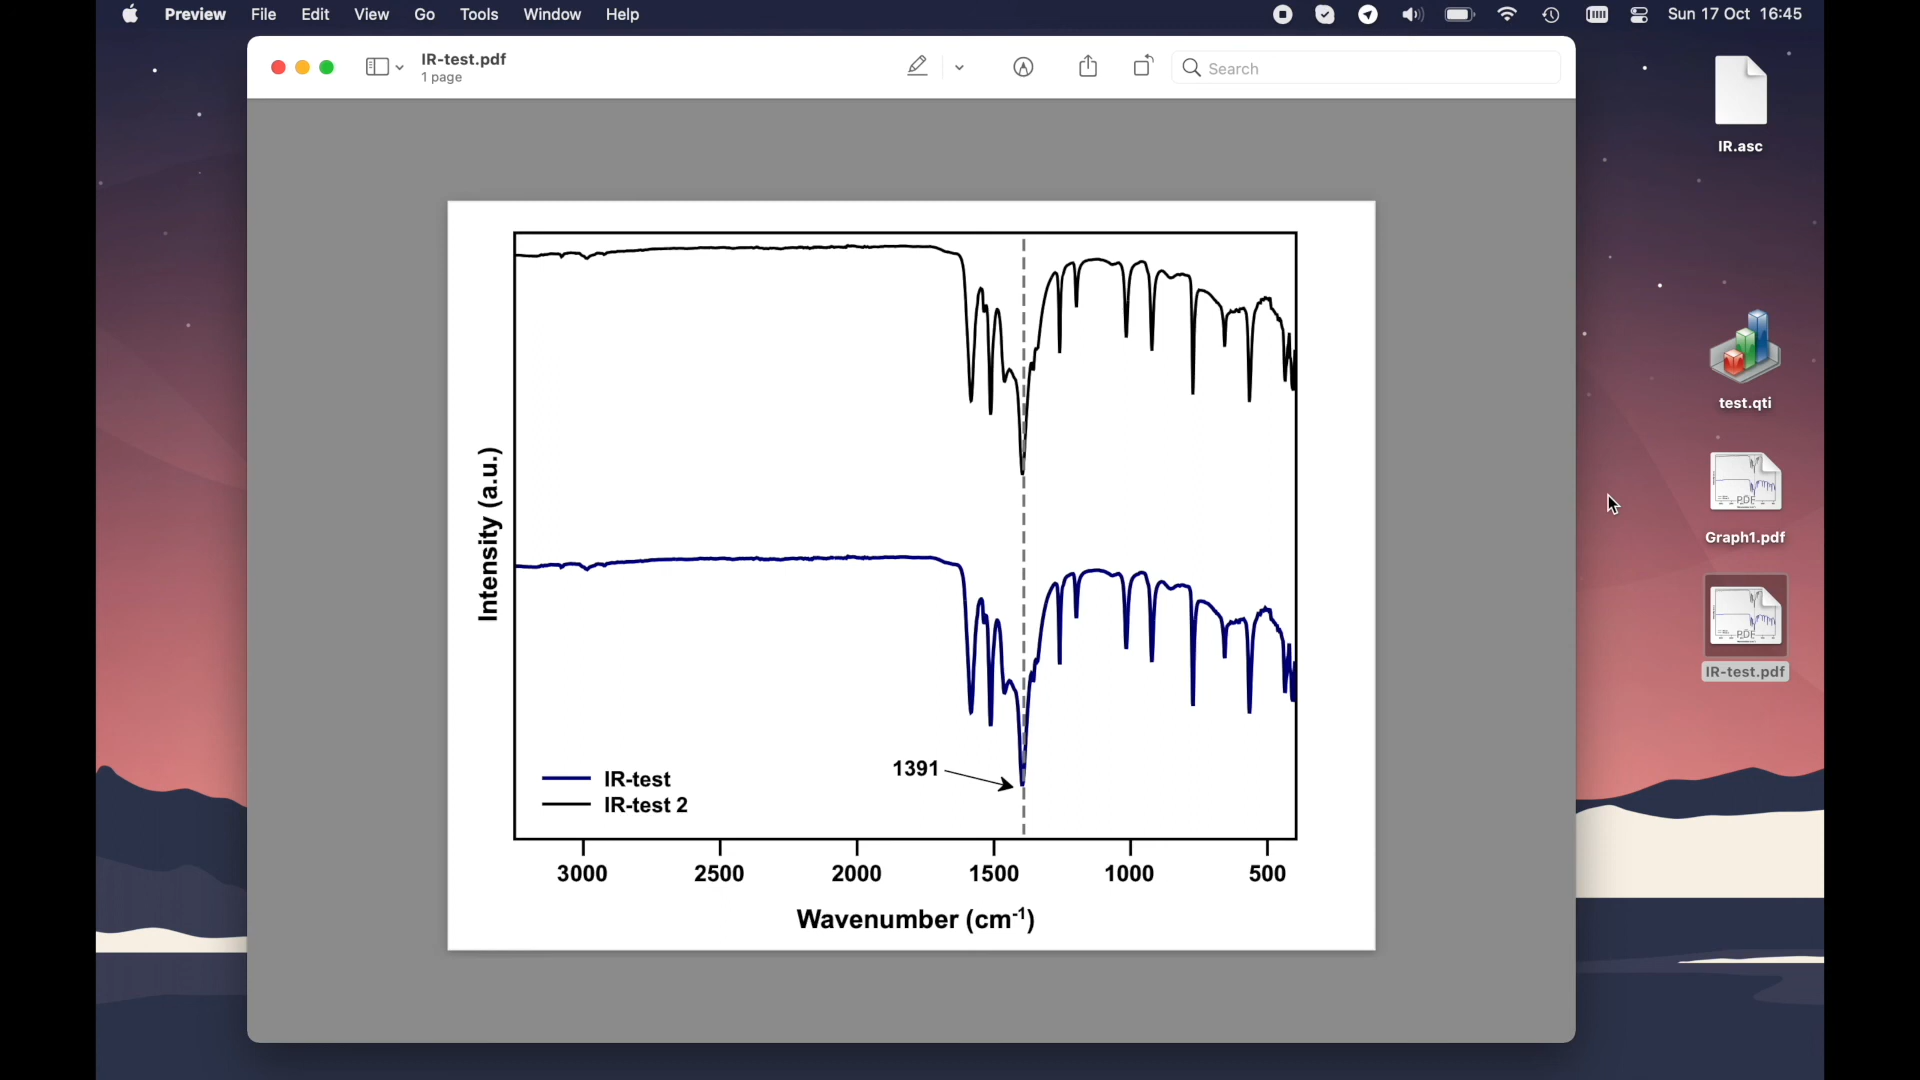 Preview File Edit View Go Tools Window Help Sun 17 Oct 16:45
IR-test.pdf
1 page
Search
IR.asc
test.qti
PDF
Graph1.pdf
PDF
IR-test.pdf
Intensity (a.u.)
1391
IR-test
IR-test 2
3000 2500 2000 1500 1000 500
Wavenumber (cm⁻¹)